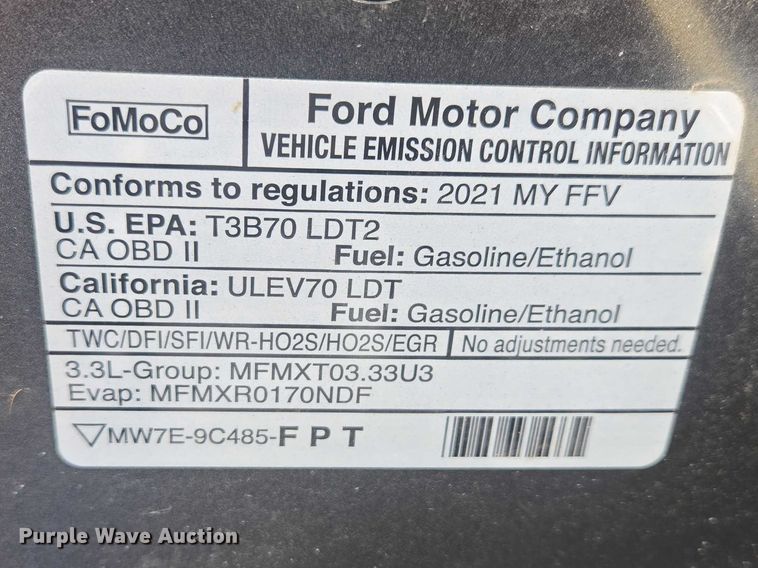 FoMoCo
Ford Motor Company
VEHICLE EMISSION CONTROL INFORMATION
Conforms to regulations: 2021 MY FFV
U.S. EPA: T3B70 LDT2
CA OBD II Fuel: Gasoline/Ethanol
California: ULEV70 LDT
CA OBD II Fuel: Gasoline/Ethanol
TWC/DFI/SFI/WR-HO2S/HO2S/EGR No adjustments needed.
3.3L-Group: MFMXT03.33U3
Evap: MFMXR0170NDF
MW7E-9C485-F P T
Purple Wave Auction